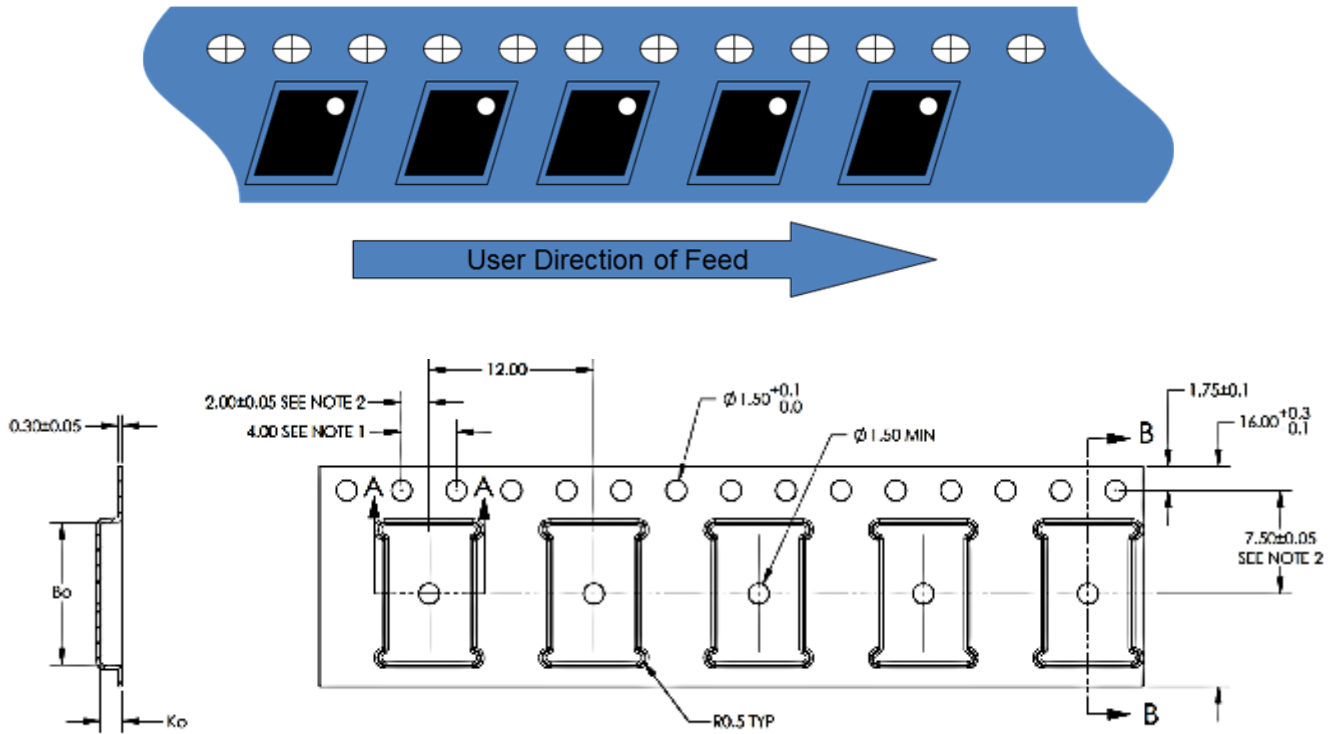 User Direction of Feed
12.00
2.00±0.05 SEE NOTE 2
4.00 SEE NOTE 1
0.30±0.05
Ø1.50 +0.1
0.0
Ø1.50 MIN
1.75±0.1
16.00 +0.3
0.1
B
A A
7.50±0.05
SEE NOTE 2
Bo
Ko
R0.5 TYP
B